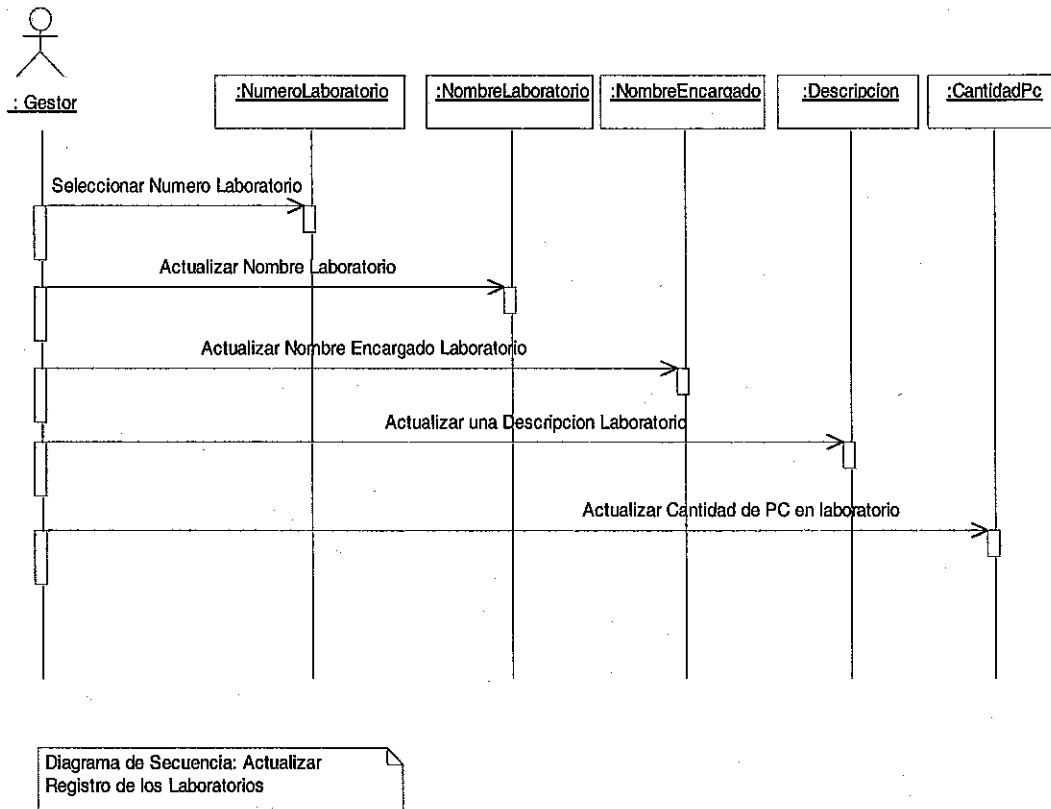 : Gestor
:NumeroLaboratorio
:NombreLaboratorio
:NombreEncargado
:Descripcion
:CantidadPc
Seleccionar Numero Laboratorio
Actualizar Nombre Laboratorio
Actualizar Nombre Encargado Laboratorio
Actualizar una Descripcion Laboratorio
Actualizar Cantidad de PC en laboratorio
Diagrama de Secuencia: Actualizar
Registro de los Laboratorios